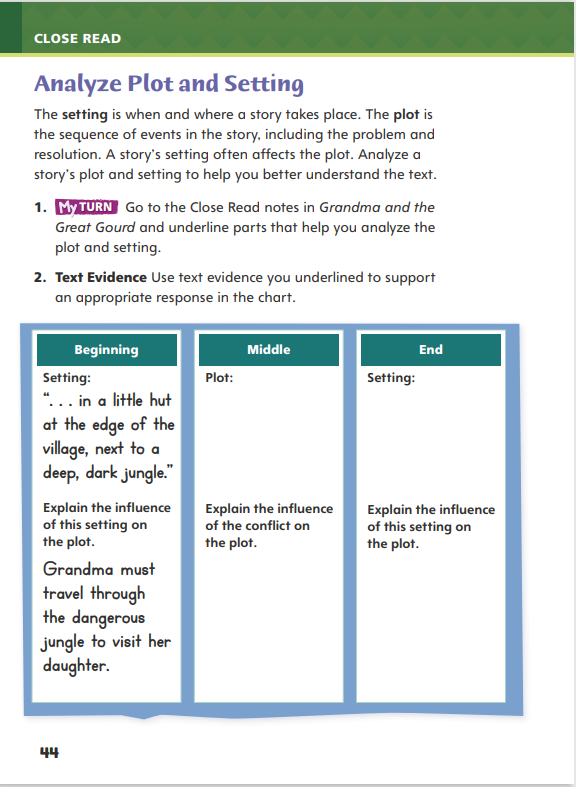 CLOSE READ
Analyze Plot and Setting
The setting is when and where a story takes place. The plot is
the sequence of events in the story, including the problem and
resolution. A story's setting often affects the plot. Analyze a
story's plot and setting to help you better understand the text.
1. My TURN Go to the Close Read notes in Grandma and the
Great Gourd and underline parts that help you analyze the
plot and setting.
2. Text Evidence Use text evidence you underlined to support
an appropriate response in the chart.
Beginning
Setting:
“. . . in a little hut
at the edge of the
village, next to a
deep, dark jungle.”
Explain the influence
of this setting on
the plot.
Grandma must
travel through
the dangerous
jungle to visit her
daughter.
Middle
Plot:
Explain the influence
of the conflict on
the plot.
End
Setting:
Explain the influence
of this setting on
the plot.
44